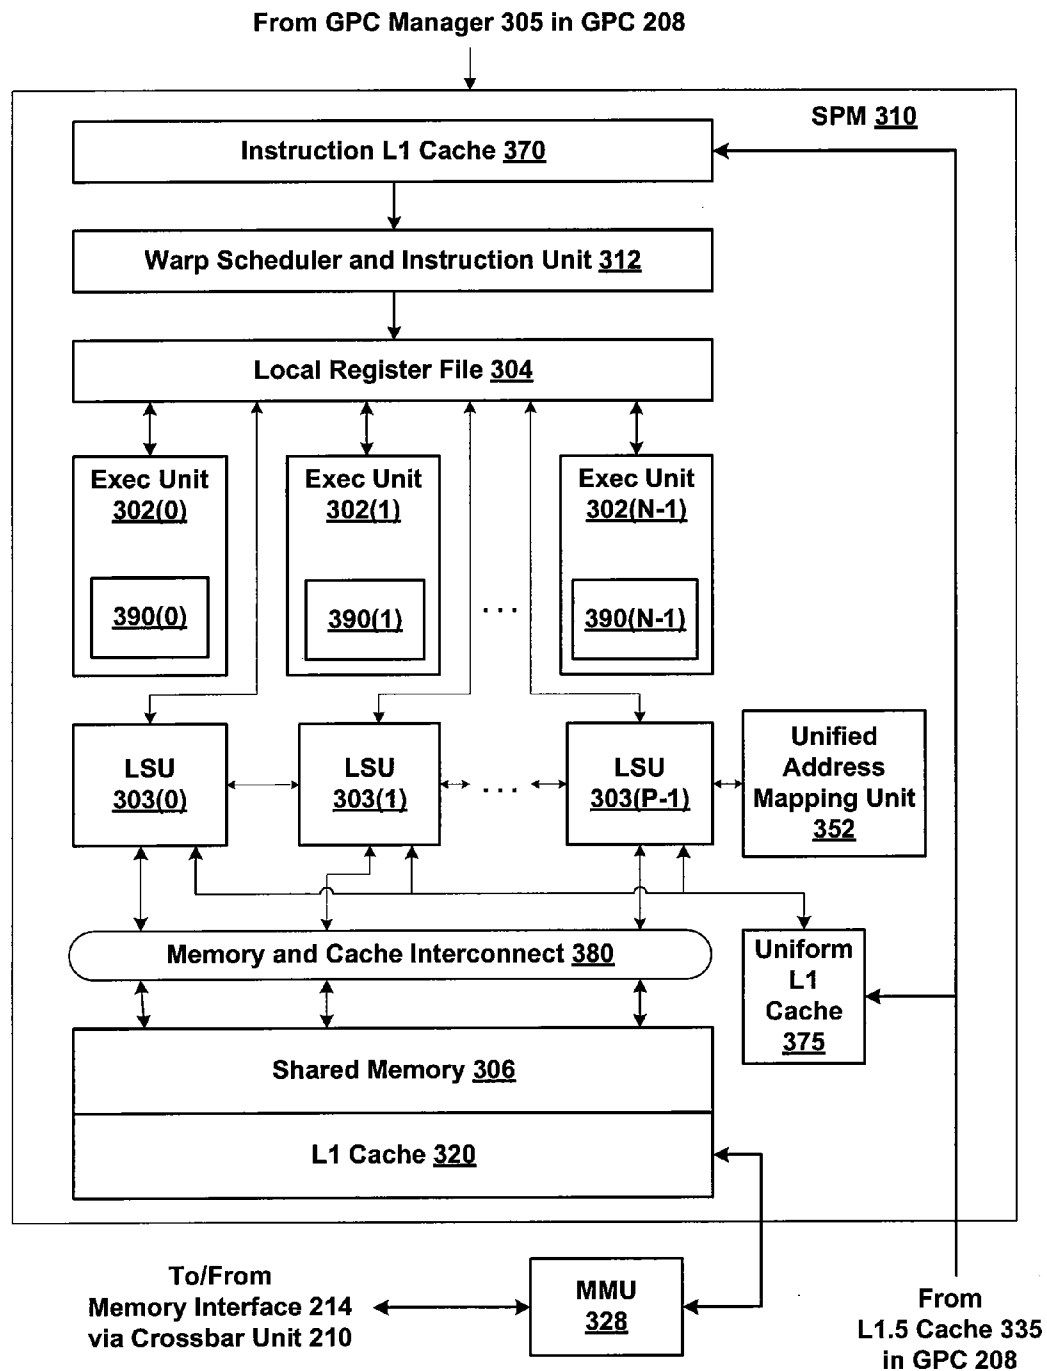 From GPC Manager 305 in GPC 208
SPM 310
Instruction L1 Cache 370
Warp Scheduler and Instruction Unit 312
Local Register File 304
Exec Unit
302(0)
Exec Unit
302(1)
Exec Unit
302(N-1)
390(0)
390(1)
. . .
390(N-1)
LSU
303(0)
LSU
303(1)
. . .
LSU
303(P-1)
Unified
Address
Mapping Unit
352
Memory and Cache Interconnect 380
Uniform
L1
Cache
375
Shared Memory 306
L1 Cache 320
To/From
Memory Interface 214
via Crossbar Unit 210
MMU
328
From
L1.5 Cache 335
in GPC 208